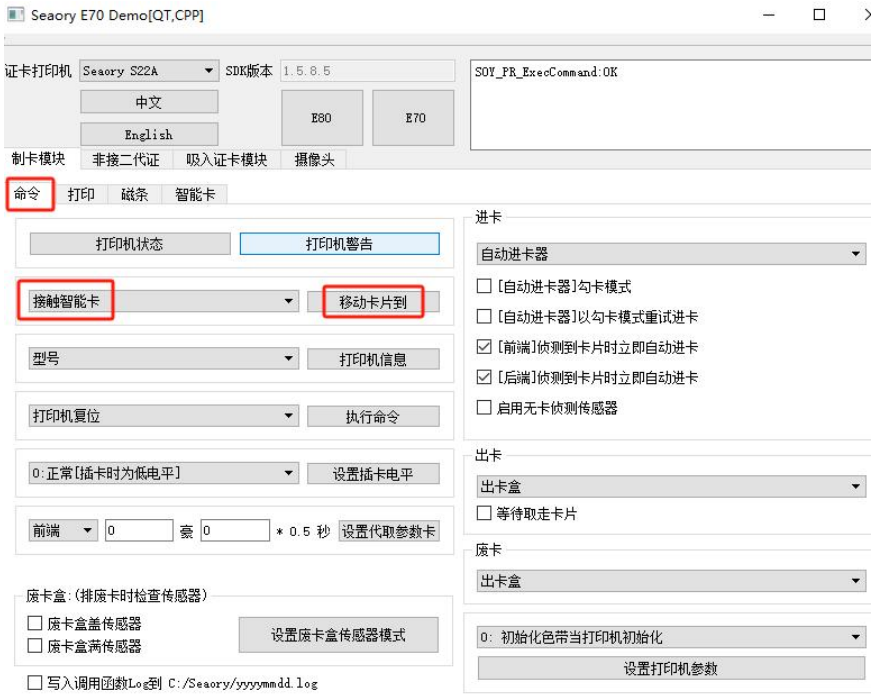 Seaory E70 Demo[QT,CPP]
证卡打印机 Seaory S22A SDK版本 1.5.8.5
SOY_PR_ExecCommand:OK
中文
English
E80
E70
制卡模块 非接二代证 吸入证卡模块 摄像头
命令 打印 磁条 智能卡
打印机状态 打印机警告
接触智能卡 移动卡片到
型号 打印机信息
打印机复位 执行命令
0:正常[插卡时为低电平] 设置插卡电平
前端 0 毫 0 * 0.5 秒 设置代取参数卡
废卡盒:(排废卡时检查传感器)
废卡盒盖传感器
废卡盒满传感器
设置废卡盒传感器模式
写入调用函数Log到 C:/Seaory/yyyymmdd.log
进卡
自动进卡器
[自动进卡器]勾卡模式
[自动进卡器]以勾卡模式重试进卡
[前端]侦测到卡片时立即自动进卡
[后端]侦测到卡片时立即自动进卡
启用无卡侦测传感器
出卡
出卡盒
等待取走卡片
废卡
出卡盒
0: 初始化色带当打印机初始化
设置打印机参数